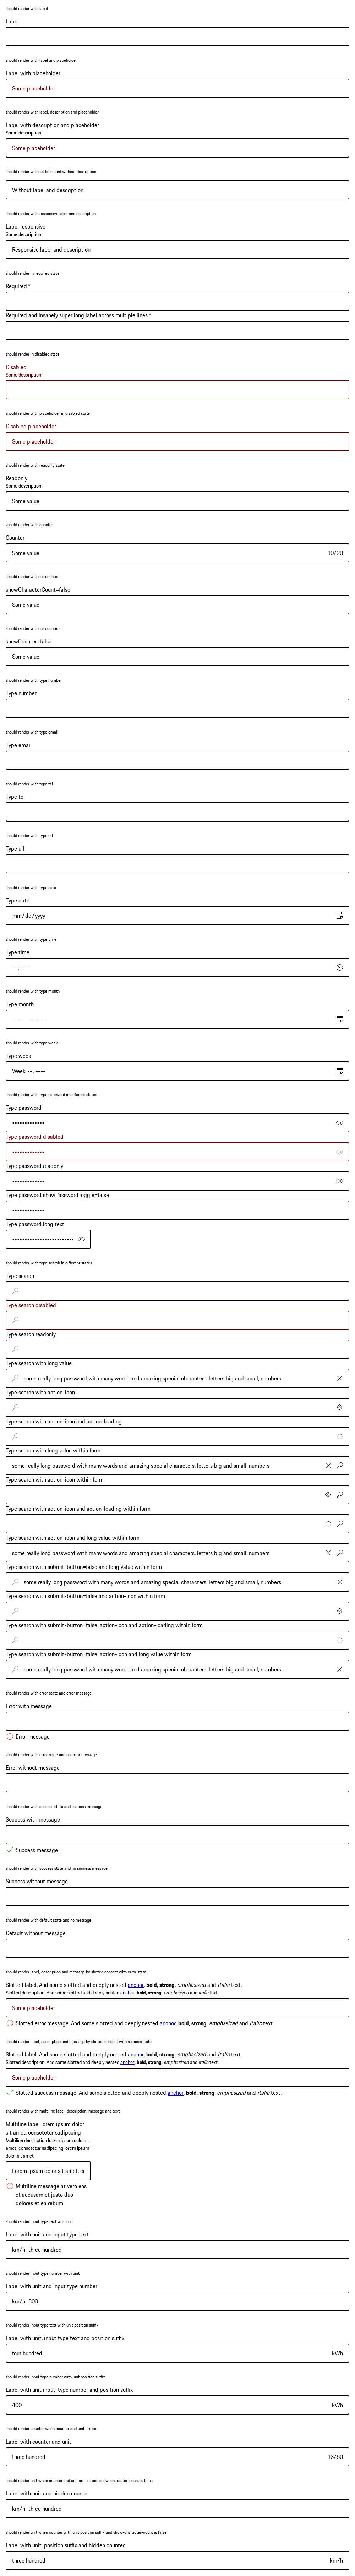 should render with label
Label
should render with label and placeholder
Label with placeholder
Some placeholder
should render with label, description and placeholder
Label with description and placeholder
Some description
Some placeholder
should render without label and without description
Without label and description
should render with responsive label and description
Label responsive
Some description
Responsive label and description
should render in required state
Required *
Required and insanely super long label across multiple lines *
should render in disabled state
Disabled
Some description
should render with placeholder in disabled state
Disabled placeholder
Some placeholder
should render with readonly state
Readonly
Some description
Some value
should render with counter
Counter
Some value 10/20
should render without counter
showCharacterCount=false
Some value
should render without counter
showCounter=false
Some value
should render with type number
Type number
should render with type email
Type email
should render with type tel
Type tel
should render with type url
Type url
should render with type date
Type date
mm/dd/yyyy
should render with type time
Type time
--:-- --
should render with type month
Type month
--------- ----
should render with type week
Type week
Week --, ----
should render with type password in different states
Type password
••••••••••••••
Type password disabled
••••••••••••••
Type password readonly
••••••••••••••
Type password showPasswordToggle=false
••••••••••••••
Type password long text
••••••••••••••••••••••••••
should render with type search in different states
Type search
Type search disabled
Type search readonly
Type search with long value
some really long password with many words and amazing special characters, letters big and small, numbers
Type search with action-icon
Type search with action-icon and action-loading
Type search with long value within form
some really long password with many words and amazing special characters, letters big and small, numbers
Type search with action-icon within form
Type search with action-icon and action-loading within form
Type search with action-icon and long value within form
some really long password with many words and amazing special characters, letters big and small, numbers
Type search with submit-button=false and long value within form
some really long password with many words and amazing special characters, letters big and small, numbers
Type search with submit-button=false and action-icon within form
Type search with submit-button=false, action-icon and action-loading within form
Type search with submit-button=false, action-icon and long value within form
some really long password with many words and amazing special characters, letters big and small, numbers
should render with error state and error message
Error with message
Error message
should render with error state and no error message
Error without message
should render with success state and success message
Success with message
Success message
should render with success state and no success message
Success without message
should render with default state and no message
Default without message
should render label, description and message by slotted content with error state
Slotted label. And some slotted and deeply nested anchor, bold, strong, emphasized and italic text.
Slotted description. And some slotted and deeply nested anchor, bold, strong, emphasized and italic text.
Some placeholder
Slotted error message. And some slotted and deeply nested anchor, bold, strong, emphasized and italic text.
should render label, description and message by slotted content with success state
Slotted label. And some slotted and deeply nested anchor, bold, strong, emphasized and italic text.
Slotted description. And some slotted and deeply nested anchor, bold, strong, emphasized and italic text.
Some placeholder
Slotted success message. And some slotted and deeply nested anchor, bold, strong, emphasized and italic text.
should render with multiline label, description, message and text
Multiline label lorem ipsum dolor
sit amet, consetetur sadipscing
Multiline description lorem ipsum dolor sit
amet, consetetur sadipscing lorem ipsum
dolor sit amet
Lorem ipsum dolor sit amet, co
Multiline message at vero eos
et accusam et justo duo
dolores et ea rebum.
should render input type text with unit
Label with unit and input type text
km/h three hundred
should render input type number with unit
Label with unit and input type number
km/h 300
should render input type text with unit position suffix
Label with unit, input type text and position suffix
four hundred kWh
should render input type number with unit position suffix
Label with unit input, type number and position suffix
400 kWh
should render counter when counter and unit are set
Label with counter and unit
three hundred 13/50
should render unit when counter and unit are set and show-character-count is false
Label with unit and hidden counter
km/h three hundred
should render unit when counter with unit position suffix and show-character-count is false
Label with unit, position suffix and hidden counter
three hundred km/h